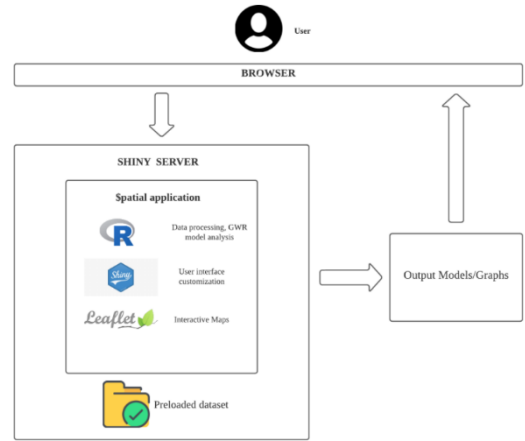 User
BROWSER
SHINY SERVER
Spatial application
R
Data processing, GWR
model analysis
Shiny
User interface
customization
Leaflet
Interactive Maps
Preloaded dataset
Output Models/Graphs